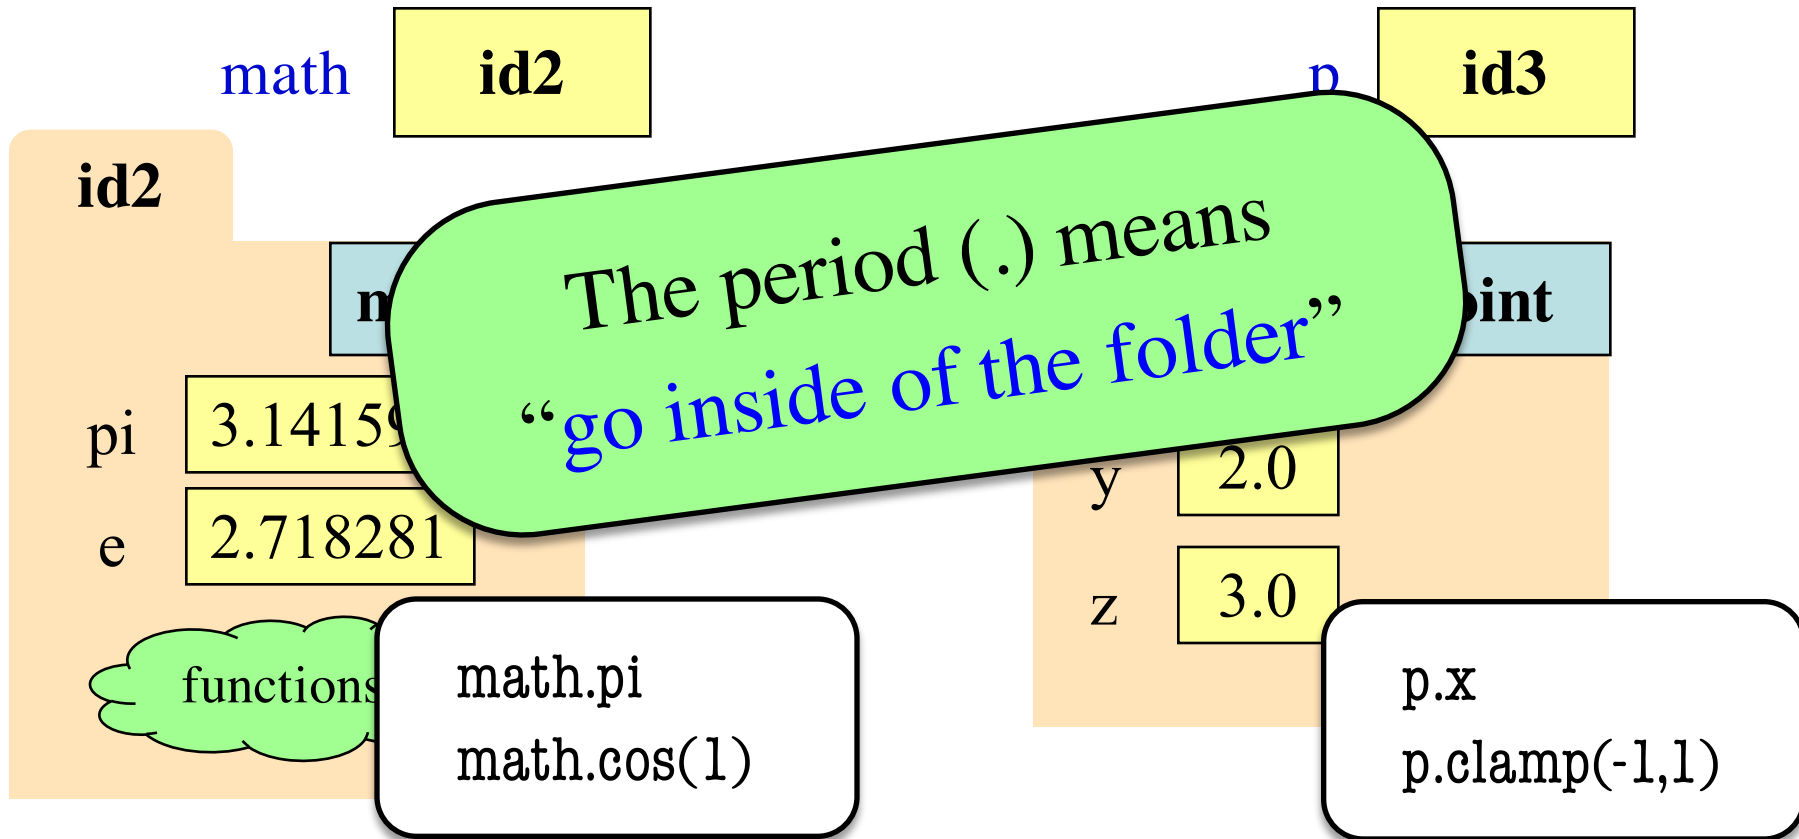 math
id2
p
id3
id2
The period (.) means
“go inside of the folder”
pi
3.14159
e
2.718281
y
2.0
z
3.0
functions
math.pi
math.cos(1)
p.x
p.clamp(-1,1)